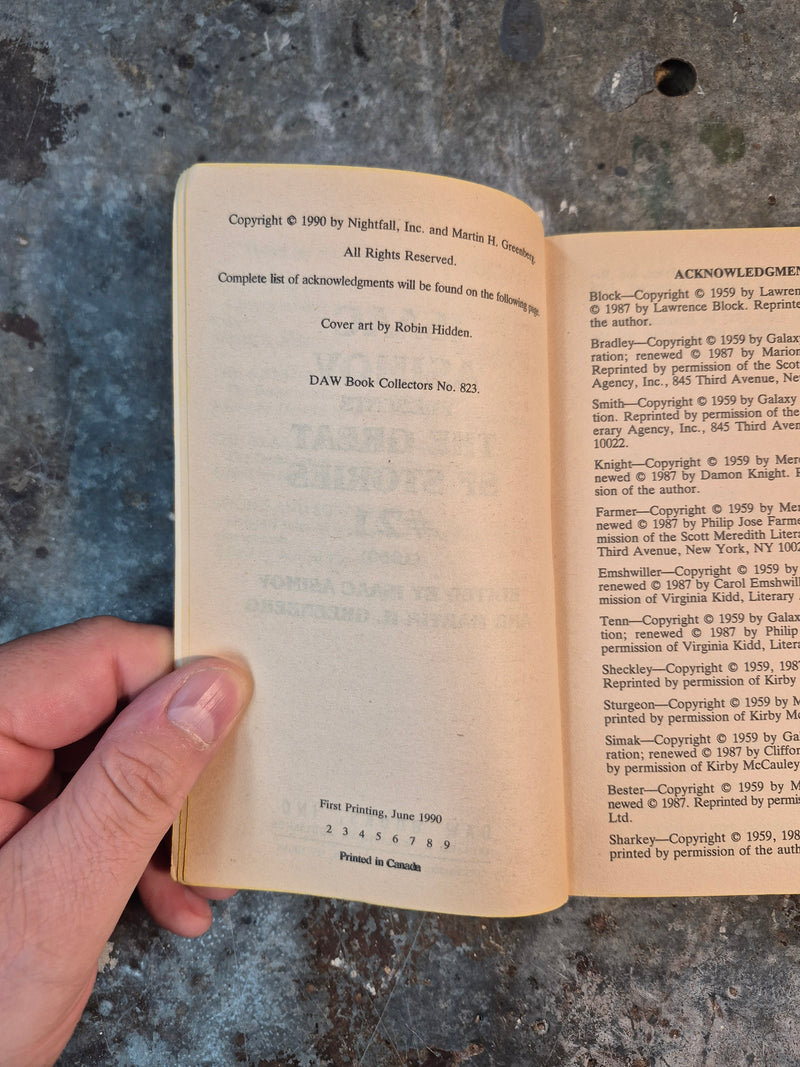 Copyright © 1990 by Nightfall, Inc. and Martin H. Greenberg.
All Rights Reserved.
Complete list of acknowledgments will be found on the following page.
Cover art by Robin Hidden.
DAW Book Collectors No. 823.
First Printing, June 1990
2 3 4 5 6 7 8 9
Printed in Canada
ACKNOWLEDGMEN
Block—Copyright © 1959 by Lawren
© 1987 by Lawrence Block. Reprinte
the author.
Bradley—Copyright © 1959 by Galax
ration; renewed © 1987 by Marion
Reprinted by permission of the Scot
Agency, Inc., 845 Third Avenue, Ne
Smith—Copyright © 1959 by Galaxy
tion. Reprinted by permission of the
erary Agency, Inc., 845 Third Aven
10022.
Knight—Copyright © 1959 by Merc
newed © 1987 by Damon Knight. R
sion of the author.
Farmer—Copyright © 1959 by Mer
newed © 1987 by Philip Jose Farme
mission of the Scott Meredith Litera
Third Avenue, New York, NY 1002
Emshwiller—Copyright © 1959 by
renewed © 1987 by Carol Emshwill
mission of Virginia Kidd, Literary
Tenn—Copyright © 1959 by Galax
tion; renewed © 1987 by Philip
permission of Virginia Kidd, Litera
Sheckley—Copyright © 1959, 198
Reprinted by permission of Kirby
Sturgeon—Copyright © 1959 by M
printed by permission of Kirby Mc
Simak—Copyright © 1959 by Ga
ration; renewed © 1987 by Cliffor
by permission of Kirby McCauley
Bester—Copyright © 1959 by M
newed © 1987. Reprinted by permis
Ltd.
Sharkey—Copyright © 1959, 198
printed by permission of the auth